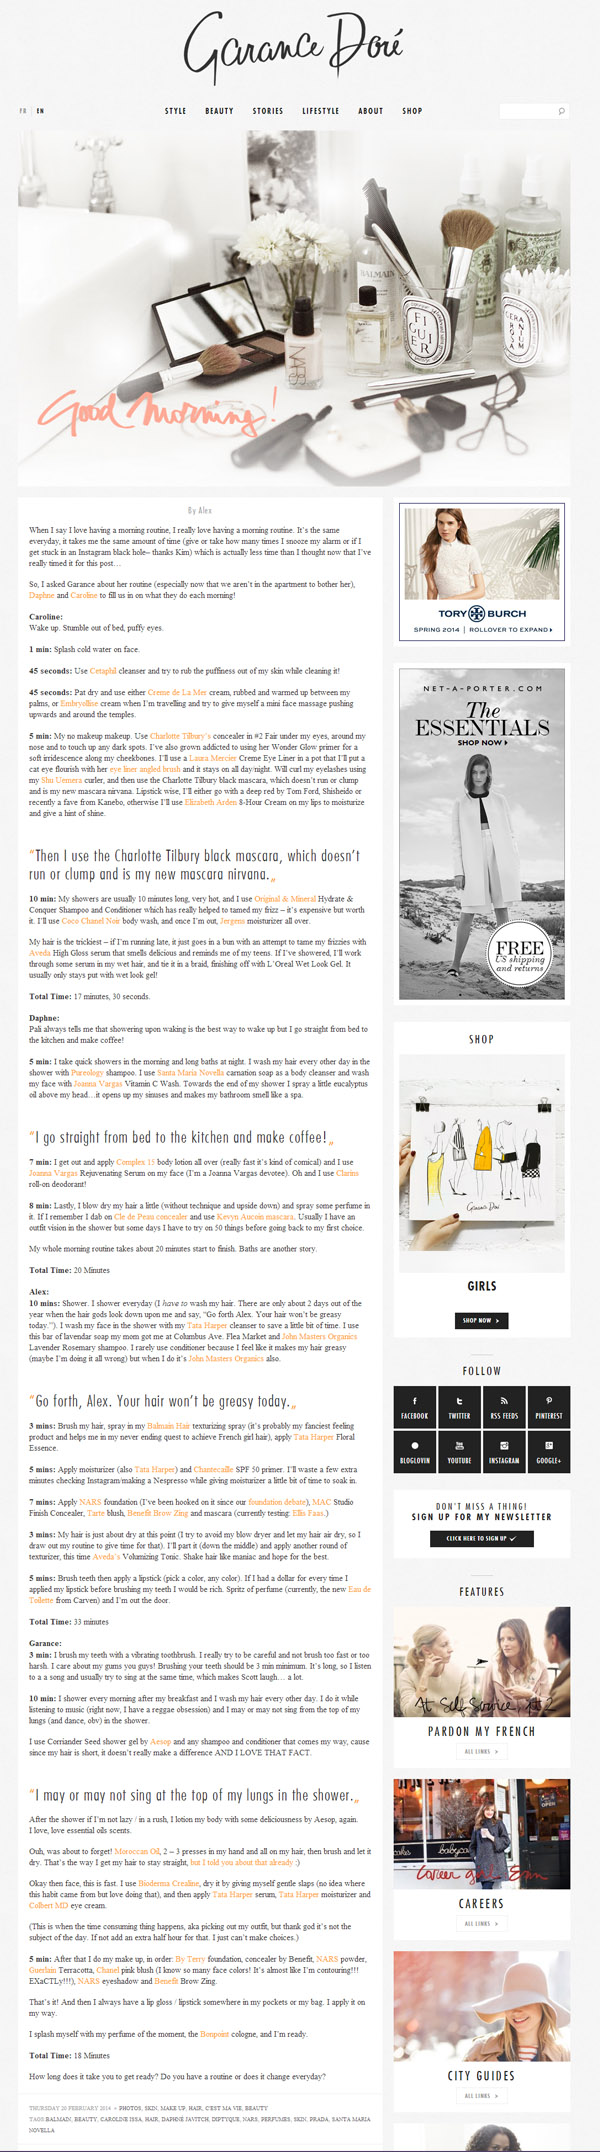 Garance Doré
FR | EN
STYLE BEAUTY STORIES LIFESTYLE ABOUT SHOP
BALMAIN
NARS
FIGUIER
GERANIUM ROSA
Good Morning!
By Alex
When I say I love having a morning routine, I really love having a morning routine. It's the same
everyday, it takes me the same amount of time (give or take how many times I snooze my alarm or if I
get stuck in an Instagram black hole– thanks Kim) which is actually less time than I thought now that I've
really timed it for this post…
So, I asked Garance about her routine (especially now that we aren't in the apartment to bother her),
Daphne and Caroline to fill us in on what they do each morning!
Caroline:
Wake up. Stumble out of bed, puffy eyes.
1 min: Splash cold water on face.
45 seconds: Use Cetaphil cleanser and try to rub the puffiness out of my skin while cleaning it!
45 seconds: Pat dry and use either Creme de La Mer cream, rubbed and warmed up between my
palms, or Embryollise cream when I'm travelling and try to give myself a mini face massage pushing
upwards and around the temples.
5 min: My no makeup makeup. Use Charlotte Tilbury's concealer in #2 Fair under my eyes, around my
nose and to touch up any dark spots. I've also grown addicted to using her Wonder Glow primer for a
soft irridescence along my cheekbones. I'll use a Laura Mercier Creme Eye Liner in a pot that I'll put a
cat eye flourish with her eye liner angled brush and it stays on all day/night. Will curl my eyelashes using
my Shu Uemera curler, and then use the Charlotte Tilbury black mascara, which doesn't run or clump
and is my new mascara nirvana. Lipstick wise, I'll either go with a deep red by Tom Ford, Shisheido or
recently a fave from Kanebo, otherwise I'll use Elizabeth Arden 8-Hour Cream on my lips to moisturize
and give a hint of shine.
“Then I use the Charlotte Tilbury black mascara, which doesn't
run or clump and is my new mascara nirvana.„
10 min: My showers are usually 10 minutes long, very hot, and I use Original & Mineral Hydrate &
Conquer Shampoo and Conditioner which has really helped to tamed my frizz – it's expensive but worth
it. I'll use Coco Chanel Noir body wash, and once I'm out, Jergens moisturizer all over.
My hair is the trickiest – if I'm running late, it just goes in a bun with an attempt to tame my frizzies with
Aveda High Gloss serum that smells delicious and reminds me of my teens. If I've showered, I'll work
through some serum in my wet hair, and tie it in a braid, finishing off with L'Oreal Wet Look Gel. It
usually only stays put with wet look gel!
Total Time: 17 minutes, 30 seconds.
Daphne:
Pali always tells me that showering upon waking is the best way to wake up but I go straight from bed to
the kitchen and make coffee!
5 min: I take quick showers in the morning and long baths at night. I wash my hair every other day in the
shower with Pureology shampoo. I use Santa Maria Novella carnation soap as a body cleanser and wash
my face with Joanna Vargas Vitamin C Wash. Towards the end of my shower I spray a little eucalyptus
oil above my head…it opens up my sinuses and makes my bathroom smell like a spa.
“I go straight from bed to the kitchen and make coffee!„
7 min: I get out and apply Complex 15 body lotion all over (really fast it's kind of comical) and I use
Joanna Vargas Rejuvenating Serum on my face (I'm a Joanna Vargas devotee). Oh and I use Clarins
roll-on deodorant!
8 min: Lastly, I blow dry my hair a little (without technique and upside down) and spray some perfume in
it. If I remember I dab on Cle de Peau concealer and use Kevyn Aucoin mascara. Usually I have an
outfit vision in the shower but some days I have to try on 50 things before going back to my first choice.
My whole morning routine takes about 20 minutes start to finish. Baths are another story.
Total Time: 20 Minutes
Alex:
10 mins: Shower. I shower everyday (I have to wash my hair. There are only about 2 days out of the
year when the hair gods look down upon me and say, “Go forth Alex. Your hair won't be greasy
today.”). I wash my face in the shower with my Tata Harper cleanser to save a little bit of time. I use
this bar of lavendar soap my mom got me at Columbus Ave. Flea Market and John Masters Organics
Lavender Rosemary shampoo. I rarely use conditioner because I feel like it makes my hair greasy
(maybe I'm doing it all wrong) but when I do it's John Masters Organics also.
“Go forth, Alex. Your hair won't be greasy today.„
3 mins: Brush my hair, spray in my Balmain Hair texturizing spray (it's probably my fanciest feeling
product and helps me in my never ending quest to achieve French girl hair), apply Tata Harper Floral
Essence.
5 mins: Apply moisturizer (also Tata Harper) and Chantecaille SPF 50 primer. I'll waste a few extra
minutes checking Instagram/making a Nespresso while giving moisturizer a little bit of time to soak in.
7 mins: Apply NARS foundation (I've been hooked on it since our foundation debate), MAC Studio
Finish Concealer, Tarte blush, Benefit Brow Zing and mascara (currently testing: Ellis Faas.)
3 mins: My hair is just about dry at this point (I try to avoid my blow dryer and let my hair air dry, so I
draw out my routine to give time for that). I'll part it (down the middle) and apply another round of
texturizer, this time Aveda's Volumizing Tonic. Shake hair like maniac and hope for the best.
5 mins: Brush teeth then apply a lipstick (pick a color, any color). If I had a dollar for every time I
applied my lipstick before brushing my teeth I would be rich. Spritz of perfume (currently, the new Eau de
Toilette from Carven) and I'm out the door.
Total Time: 33 minutes
Garance:
3 min: I brush my teeth with a vibrating toothbrush. I really try to be careful and not brush too fast or too
harsh. I care about my gums you guys! Brushing your teeth should be 3 min minimum. It's long, so I listen
to a a song and usually try to sing at the same time, which makes Scott laugh… a lot.
10 min: I shower every morning after my breakfast and I wash my hair every other day. I do it while
listening to music (right now, I have a reggae obsession) and I may or may not sing from the top of my
lungs (and dance, obv) in the shower.
I use Corriander Seed shower gel by Aesop and any shampoo and conditioner that comes my way, cause
since my hair is short, it doesn't really make a difference AND I LOVE THAT FACT.
“I may or may not sing at the top of my lungs in the shower.„
After the shower if I'm not lazy / in a rush, I lotion my body with some deliciousness by Aesop, again.
I love, love essential oils scents.
Ouh, was about to forget! Moroccan Oil, 2 – 3 presses in my hand and all on my hair, then brush and let it
dry. That's the way I get my hair to stay straight, but I told you about that already :)
Okay then face, this is fast. I use Bioderma Crealine, dry it by giving myself gentle slaps (no idea where
this habit came from but love doing that), and then apply Tata Harper serum, Tata Harper moisturizer and
Colbert MD eye cream.
(This is when the time consuming thing happens, aka picking out my outfit, but thank god it's not the
subject of the day. If not add an extra half hour for that. I just can't make choices.)
5 min: After that I do my make up, in order: By Terry foundation, concealer by Benefit, NARS powder,
Guerlain Terracotta, Chanel pink blush (I know so many face colors! It's almost like I'm contouring!!!
EXaCTLy!!!), NARS eyeshadow and Benefit Brow Zing.
That's it! And then I always have a lip gloss / lipstick somewhere in my pockets or my bag. I apply it on
my way.
I splash myself with my perfume of the moment, the Bonpoint cologne, and I'm ready.
Total Time: 18 Minutes
How long does it take you to get ready? Do you have a routine or does it change everyday?
THURSDAY 20 FEBRUARY 2014 + PHOTOS, SKIN, MAKE UP, HAIR, C'EST MA VIE, BEAUTY
TAGS BALMAIN, BEAUTY, CAROLINE ISSA, HAIR, DAPHNE JAVITCH, DIPTYQUE, NARS, PERFUMES, SKIN, PRADA, SANTA MARIA
NOVELLA
TORY BURCH
SPRING 2014 | ROLLOVER TO EXPAND
NET-A-PORTER.COM
The
ESSENTIALS
SHOP NOW
FREE
US shipping
and returns
SHOP
Garance Doré
GIRLS
SHOP NOW
FOLLOW
FACEBOOK TWITTER RSS FEEDS PINTEREST
BLOGLOVIN YOUTUBE INSTAGRAM GOOGLE+
DON'T MISS A THING!
SIGN UP FOR MY NEWSLETTER
CLICK HERE TO SIGN UP
FEATURES
At Self Service, Pt 2
PARDON MY FRENCH
ALL LINKS >
OPEN
Career girl Erin
CAREERS
ALL LINKS >
CITY GUIDES
ALL LINKS >